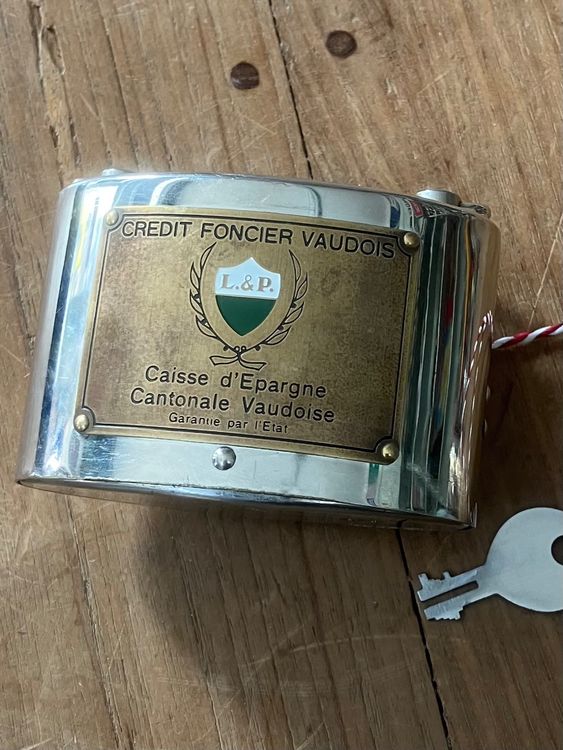 CREDIT FONCIER VAUDOIS
L.&P.
Caisse d'Epargne
Cantonale Vaudoise
Garantie par l'Etat